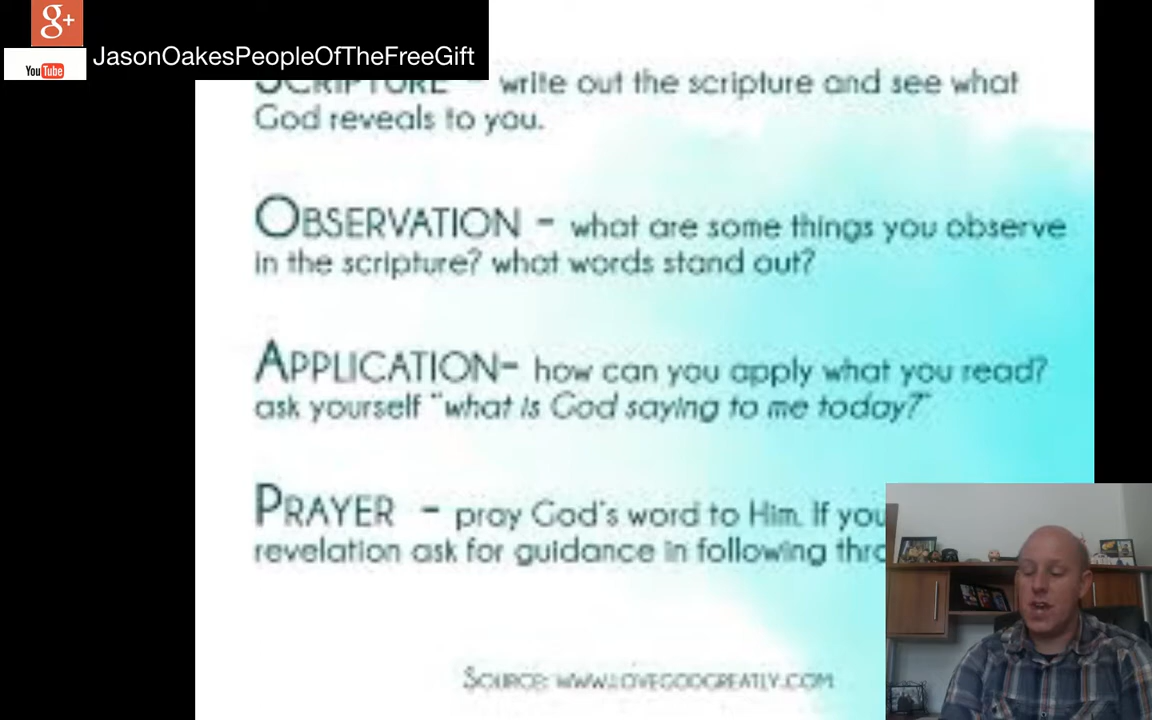 g+
YouTube
JasonOakesPeopleOfTheFreeGift
SCRIPTURE - write out the scripture and see what
God reveals to you.
OBSERVATION - what are some things you observe
in the scripture? what words stand out?
APPLICATION- how can you apply what you read?
ask yourself "what is God saying to me today?"
PRAYER - pray God's word to Him. If you
revelation ask for guidance in following thro
SOURCE: WWW.LOVEGODGREATLY.COM